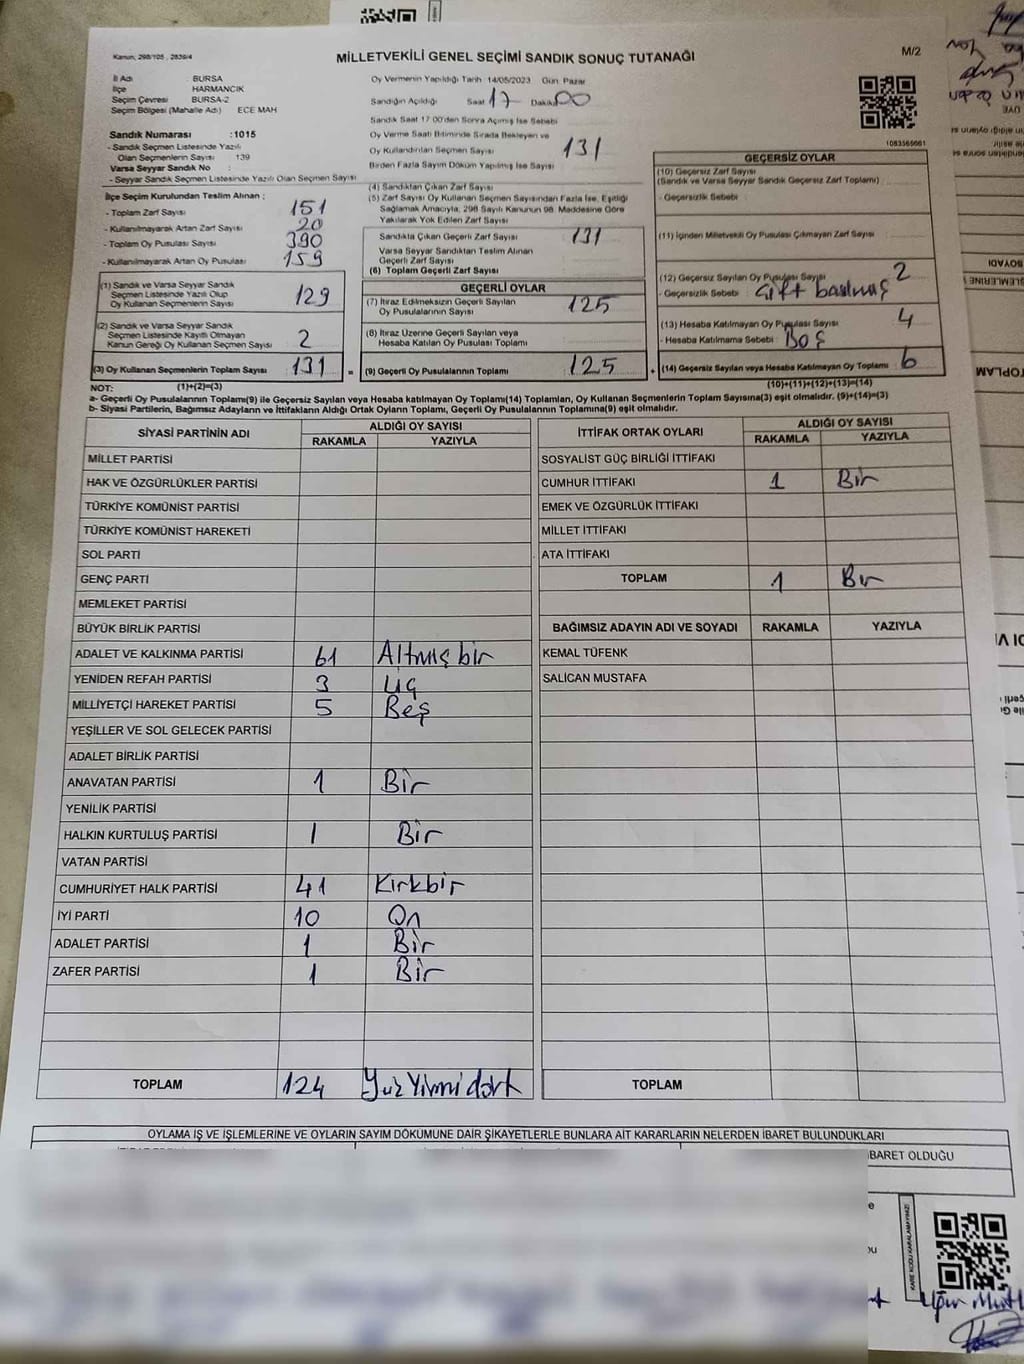 Kanun; 298/105 , 2839/4
MİLLETVEKİLİ GENEL SEÇİMİ SANDIK SONUÇ TUTANAĞI
M/2
İl Adı : BURSA
İlçe : HARMANCIK
Seçim Çevresi : BURSA-2
Seçim Bölgesi (Mahalle Adı) : ECE MAH
Sandık Numarası : 1015
- Sandık Seçmen Listesinde Yazılı
Olan Seçmenlerin Sayısı : 139
Varsa Seyyar Sandık No :
- Seyyar Sandık Seçmen Listesinde Yazılı Olan Seçmen Sayısı
Oy Vermenin Yapıldığı Tarih 14/05/2023 Gün Pazar
Sandığın Açıldığı Saat 17 Dakika 00
Sandık Saat 17:00'den Sonra Açılmış İse Sebebi
Oy Verme Saati Bitiminde Sırada Bekleyen ve
Oy Kullandırılan Seçmen Sayısı 131
Birden Fazla Sayım Döküm Yapılmış İse Sayısı
1083566661
İlçe Seçim Kurulundan Teslim Alınan ;
- Toplam Zarf Sayısı 151
- Kullanılmayarak Artan Zarf Sayısı 20
- Toplam Oy Pusulası Sayısı 390
- Kullanılmayarak Artan Oy Pusulası 159
(4) Sandıktan Çıkan Zarf Sayısı
(5) Zarf Sayısı Oy Kullanan Seçmen Sayısından Fazla İse, Eşitliği
Sağlamak Amacıyla, 298 Sayılı Kanunun 98. Maddesine Göre
Yakılarak Yok Edilen Zarf Sayısı
Sandıkta Çıkan Geçerli Zarf Sayısı 131
Varsa Seyyar Sandıktan Teslim Alınan
Geçerli Zarf Sayısı
(6) Toplam Geçerli Zarf Sayısı
GEÇERSİZ OYLAR
(10) Geçersiz Zarf Sayısı
(Sandık ve Varsa Seyyar Sandık Geçersiz Zarf Toplamı)
- Geçersizlik Sebebi :
(11) İçinden Milletvekili Oy Pusulası Çıkmayan Zarf Sayısı
(12) Geçersiz Sayılan Oy Pusulası Sayısı 2
- Geçersizlik Sebebi : Çift basılmış
(13) Hesaba Katılmayan Oy Pusulası Sayısı 4
- Hesaba Katılmama Sebebi : Boş
(14) Geçersiz Sayılan veya Hesaba Katılmayan Oy Toplamı 6
(10)+(11)+(12)+(13)=(14)
(1) Sandık ve Varsa Seyyar Sandık
Seçmen Listesinde Yazılı Olup
Oy Kullanan Seçmenlerin Sayısı 129
(2) Sandık ve Varsa Seyyar Sandık
Seçmen Listesinde Kayıtlı Olmayan
Kanun Gereği Oy Kullanan Seçmen Sayısı 2
(3) Oy Kullanan Seçmenlerin Toplam Sayısı 131 =
GEÇERLİ OYLAR
(7) İtiraz Edilmeksizin Geçerli Sayılan
Oy Pusulalarının Sayısı 125
(8) İtiraz Üzerine Geçerli Sayılan veya
Hesaba Katılan Oy Pusulası Toplamı
(9) Geçerli Oy Pusulalarının Toplamı 125 +
NOT: (1)+(2)=(3)
a- Geçerli Oy Pusulaları Toplamı(9) ile Geçersiz Sayılan veya Hesaba katılmayan Oy Toplamı(14) Toplamları, Oy Kullanan Seçmenlerin Toplam Sayısına(3) eşit olmalıdır. (9)+(14)=(3)
b- Siyasi Partilerin, Bağımsız Adayların ve İttifakların Aldığı Ortak Oyların Toplamı, Geçerli Oy Pusulalarının Toplamına(9) eşit olmalıdır.
SİYASİ PARTİNİN ADI ALDIĞI OY SAYISI
RAKAMLA YAZIYLA
MİLLET PARTİSİ
HAK VE ÖZGÜRLÜKLER PARTİSİ
TÜRKİYE KOMÜNİST PARTİSİ
TÜRKİYE KOMÜNİST HAREKETİ
SOL PARTİ
GENÇ PARTİ
MEMLEKET PARTİSİ
BÜYÜK BİRLİK PARTİSİ
ADALET VE KALKINMA PARTİSİ 61 Altmış bir
YENİDEN REFAH PARTİSİ 3 üç
MİLLİYETÇİ HAREKET PARTİSİ 5 Beş
YEŞİLLER VE SOL GELECEK PARTİSİ
ADALET BİRLİK PARTİSİ
ANAVATAN PARTİSİ 1 Bir
YENİLİK PARTİSİ
HALKIN KURTULUŞ PARTİSİ 1 Bir
VATAN PARTİSİ
CUMHURİYET HALK PARTİSİ 41 Kırkbir
İYİ PARTİ 10 On
ADALET PARTİSİ 1 Bir
ZAFER PARTİSİ 1 Bir
TOPLAM 124 Yüz Yirmi dört
İTTİFAK ORTAK OYLARI ALDIĞI OY SAYISI
RAKAMLA YAZIYLA
SOSYALİST GÜÇ BİRLİĞİ İTTİFAKI
CUMHUR İTTİFAKI 1 Bir
EMEK VE ÖZGÜRLÜK İTTİFAKI
MİLLET İTTİFAKI
ATA İTTİFAKI
TOPLAM 1 Bir
BAĞIMSIZ ADAYIN ADI VE SOYADI RAKAMLA YAZIYLA
KEMAL TÜFENK
SALİCAN MUSTAFA
TOPLAM
OYLAMA İŞ VE İŞLEMLERİNE VE OYLARIN SAYIM DÖKÜMUNE DAİR ŞİKAYETLERLE BUNLARA AİT KARARLARIN NELERDEN İBARET BULUNDUKLARI
İBARET OLDUĞU
KARE KODU KARALAMAYINIZ!